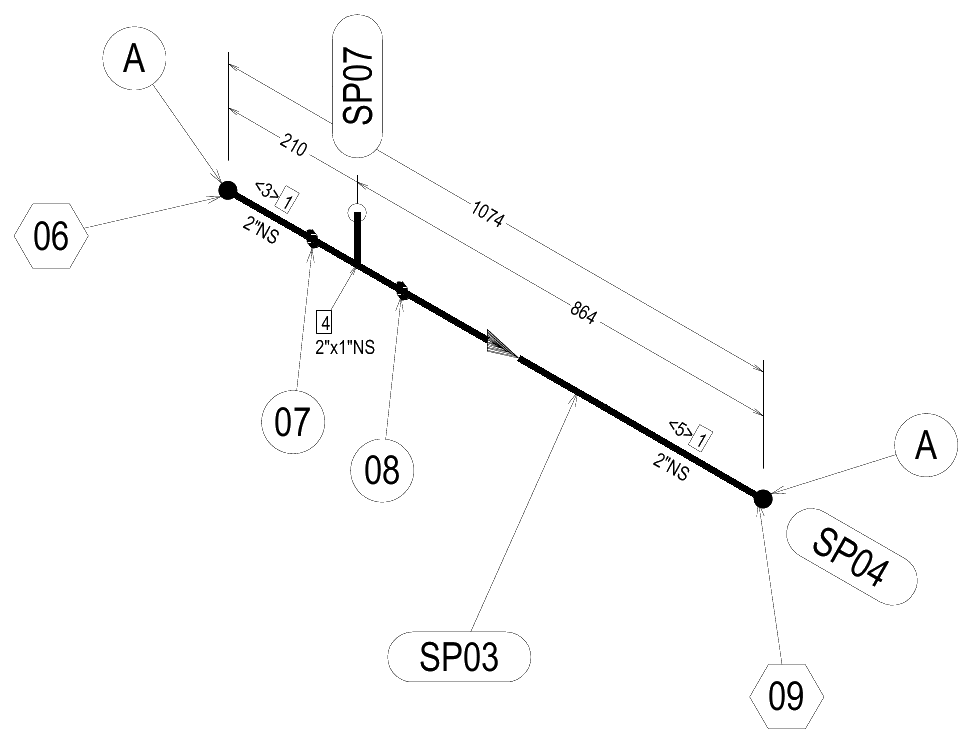 A
SP07
210
1074
<3> 1
2"NS
06
864
4
2"x1"NS
07
08
<5> 1
2"NS
A
SP04
SP03
09